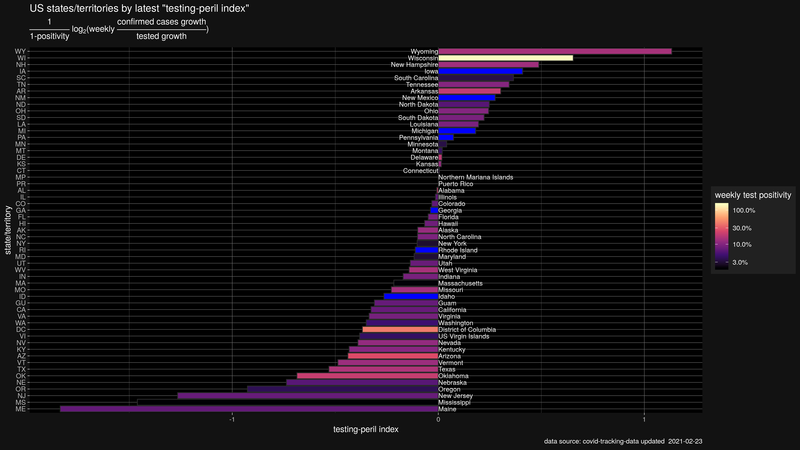 US states/territories by latest "testing-peril index"
1
1-positivity
log2(weekly
confirmed cases growth
tested growth
)
state/territory
WY Wyoming
WI Wisconsin
NH New Hampshire
IA Iowa
SC South Carolina
TN Tennessee
AR Arkansas
NM New Mexico
ND North Dakota
OH Ohio
SD South Dakota
LA Louisiana
MI Michigan
PA Pennsylvania
MN Minnesota
MT Montana
DE Delaware
KS Kansas
CT Connecticut
MP Northern Mariana Islands
PR Puerto Rico
AL Alabama
IL Illinois
CO Colorado
GA Georgia
FL Florida
HI Hawaii
AK Alaska
NC North Carolina
NY New York
RI Rhode Island
MD Maryland
UT Utah
WV West Virginia
IN Indiana
MA Massachusetts
MO Missouri
ID Idaho
GU Guam
CA California
VA Virginia
WA Washington
DC District of Columbia
VI US Virgin Islands
NV Nevada
KY Kentucky
AZ Arizona
VT Vermont
TX Texas
OK Oklahoma
NE Nebraska
OR Oregon
NJ New Jersey
MS Mississippi
ME Maine
-1 0 1
testing-peril index
weekly test positivity
100.0%
30.0%
10.0%
3.0%
data source: covid-tracking-data updated 2021-02-23